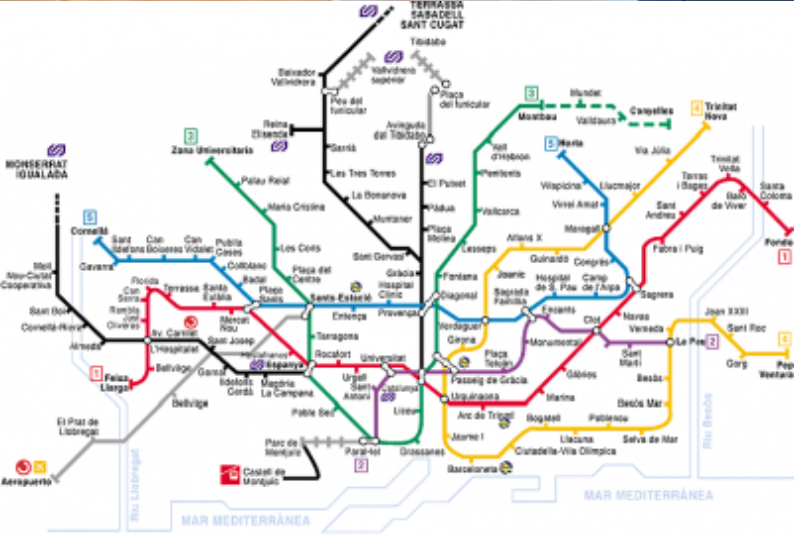 TERRASSA
SABADELL
SANT CUGAT
Tibidabo
Baixador
Vallvidrera
Vallvidrera
superior
Peu del
funicular
Plaça
del funicular
Avinguda
del Tibidabo
Reina
Elisenda
3
Zona Universitaria
Sarrià
Les Tres Torres
La Bonanova
Muntaner
Sant Gervasi
Gràcia
El Putxet
Pàdua
Plaça
Molina
3
Montbau
Mundet
Valldaura
Canyelles
4
Trinitat
Nova
5
Horta
Vall
d'Hebron
Penitents
Vallcarca
Lesseps
Fontana
Diagonal
Via Júlia
Llucmajor
Vilapicina
Virrei Amat
Maragall
Congrés
Trinitat
Vella
Torras
i Bages
Baró
de Viver
Santa
Coloma
Sant
Andreu
Fabra i Puig
Fondo
1
Sagrera
MONSERRAT
IGUALADA
Palau Reial
Maria Cristina
Les Corts
Plaça del
Centre
5
Cornellá
Gavarra
Sant
Ildefons
Can
Boixeres
Can
Vidalet
Pubilla
Cases
Collblanc
Badal
Plaça
Sants
Sants-Estació
Entença
Hospital
Clínic
Provença
Verdaguer
Alfons X
Guinardó
Joanic
Sagrada
Família
Hospital
de S. Pau
Camp
de l'Arpa
Encants
Clot
Navas
Verneda
Sant
Martí
La Pau
2
Joan XXIII
Sant Roc
Gorg
4
Pep
Ventura
Molí
Nou-Ciutat
Cooperativa
Sant Boi
Cornellà-Riera
Almeda
Florida
Can
Serra
Rambla
Just
Oliveras
Torrassa
Santa
Eulàlia
Mercat
Nou
Av. Carrilet
L'Hospitalet
Bellvitge
1
Feixa
Llarga
Sant Josep
Gornal
Ildefons
Cerdà
Magòria
La Campana
Espanya
Tarragona
Rocafort
Urgell
Universitat
Sant
Antoni
Catalunya
Liceu
Girona
Passeig de Gràcia
Plaça
Tetuán
Monumental
Urquinaona
Arc de Triomf
Marina
Glòries
Jaume I
Barceloneta
Bogatell
Ciutadella-Vila Olímpica
Llacuna
Poblenou
Selva de Mar
Besòs
Besòs Mar
Poble Sec
Paral·lel
2
Drassanes
Parc de
Montjuïc
Castell de
Montjuïc
Bellvitge
El Prat de
Llobregat
Aeropuerto
Riu Llobregat
Riu Besòs
MAR MEDITERRÀNEA
MAR MEDITERRÀNEA